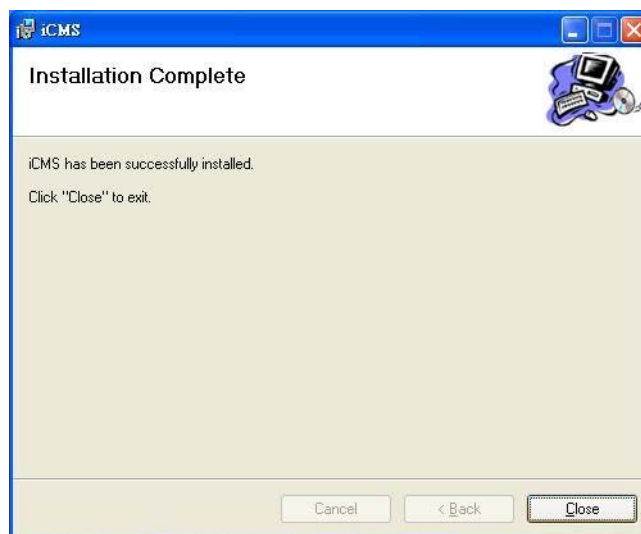 iCMS
Installation Complete
iCMS has been successfully installed.
Click "Close" to exit.
Cancel < Back Close